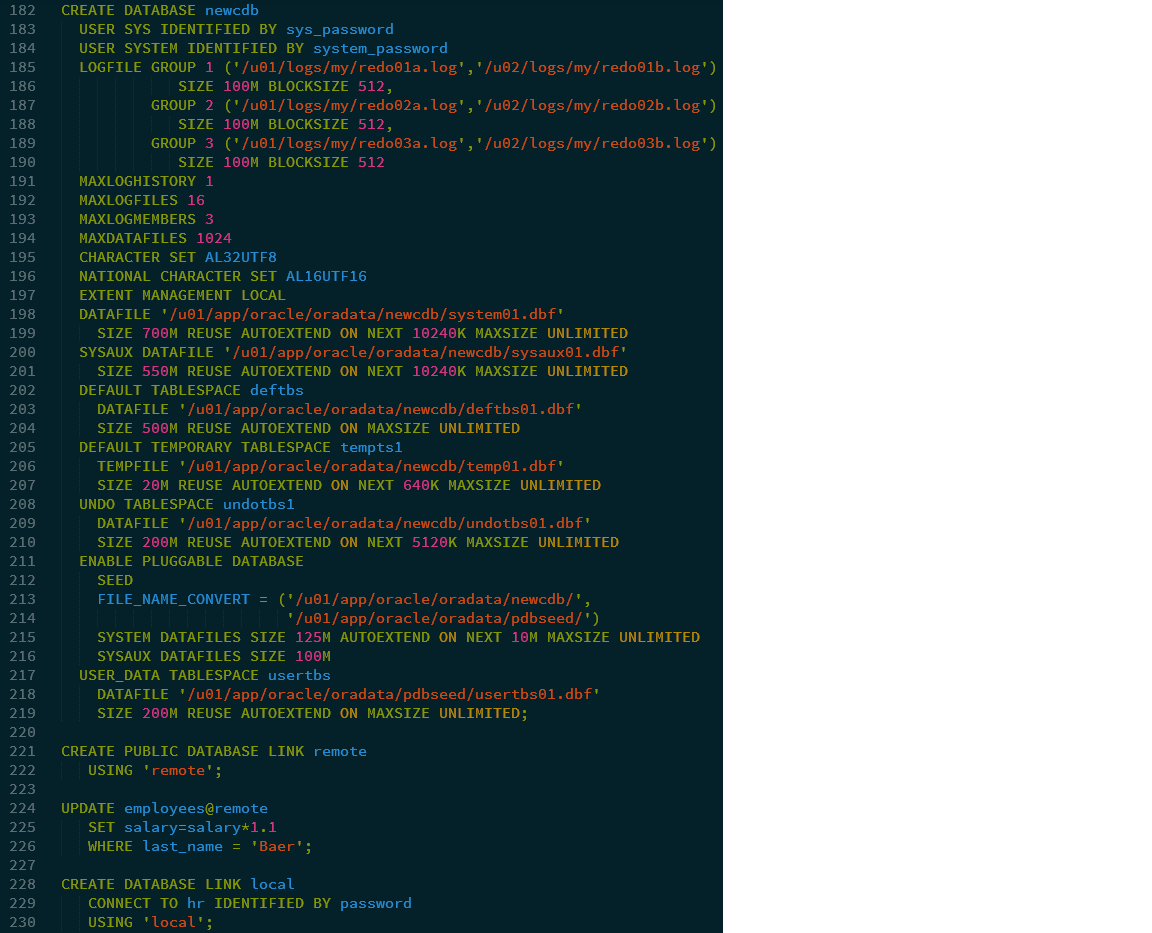 182 CREATE DATABASE newcdb
183   USER SYS IDENTIFIED BY sys_password
184   USER SYSTEM IDENTIFIED BY system_password
185   LOGFILE GROUP 1 ('/u01/logs/my/redo01a.log','/u02/logs/my/redo01b.log')
186              SIZE 100M BLOCKSIZE 512,
187           GROUP 2 ('/u01/logs/my/redo02a.log','/u02/logs/my/redo02b.log')
188              SIZE 100M BLOCKSIZE 512,
189           GROUP 3 ('/u01/logs/my/redo03a.log','/u02/logs/my/redo03b.log')
190              SIZE 100M BLOCKSIZE 512
191   MAXLOGHISTORY 1
192   MAXLOGFILES 16
193   MAXLOGMEMBERS 3
194   MAXDATAFILES 1024
195   CHARACTER SET AL32UTF8
196   NATIONAL CHARACTER SET AL16UTF16
197   EXTENT MANAGEMENT LOCAL
198   DATAFILE '/u01/app/oracle/oradata/newcdb/system01.dbf'
199     SIZE 700M REUSE AUTOEXTEND ON NEXT 10240K MAXSIZE UNLIMITED
200   SYSAUX DATAFILE '/u01/app/oracle/oradata/newcdb/sysaux01.dbf'
201     SIZE 550M REUSE AUTOEXTEND ON NEXT 10240K MAXSIZE UNLIMITED
202   DEFAULT TABLESPACE deftbs
203     DATAFILE '/u01/app/oracle/oradata/newcdb/deftbs01.dbf'
204     SIZE 500M REUSE AUTOEXTEND ON MAXSIZE UNLIMITED
205   DEFAULT TEMPORARY TABLESPACE tempts1
206     TEMPFILE '/u01/app/oracle/oradata/newcdb/temp01.dbf'
207     SIZE 20M REUSE AUTOEXTEND ON NEXT 640K MAXSIZE UNLIMITED
208   UNDO TABLESPACE undotbs1
209     DATAFILE '/u01/app/oracle/oradata/newcdb/undotbs01.dbf'
210     SIZE 200M REUSE AUTOEXTEND ON NEXT 5120K MAXSIZE UNLIMITED
211   ENABLE PLUGGABLE DATABASE
212     SEED
213     FILE_NAME_CONVERT = ('/u01/app/oracle/oradata/newcdb/',
214                          '/u01/app/oracle/oradata/pdbseed/')
215     SYSTEM DATAFILES SIZE 125M AUTOEXTEND ON NEXT 10M MAXSIZE UNLIMITED
216     SYSAUX DATAFILES SIZE 100M
217   USER_DATA TABLESPACE usertbs
218     DATAFILE '/u01/app/oracle/oradata/pdbseed/usertbs01.dbf'
219     SIZE 200M REUSE AUTOEXTEND ON MAXSIZE UNLIMITED;
220
221 CREATE PUBLIC DATABASE LINK remote
222    USING 'remote';
223
224 UPDATE employees@remote
225    SET salary=salary*1.1
226    WHERE last_name = 'Baer';
227
228 CREATE DATABASE LINK local
229    CONNECT TO hr IDENTIFIED BY password
230    USING 'local';